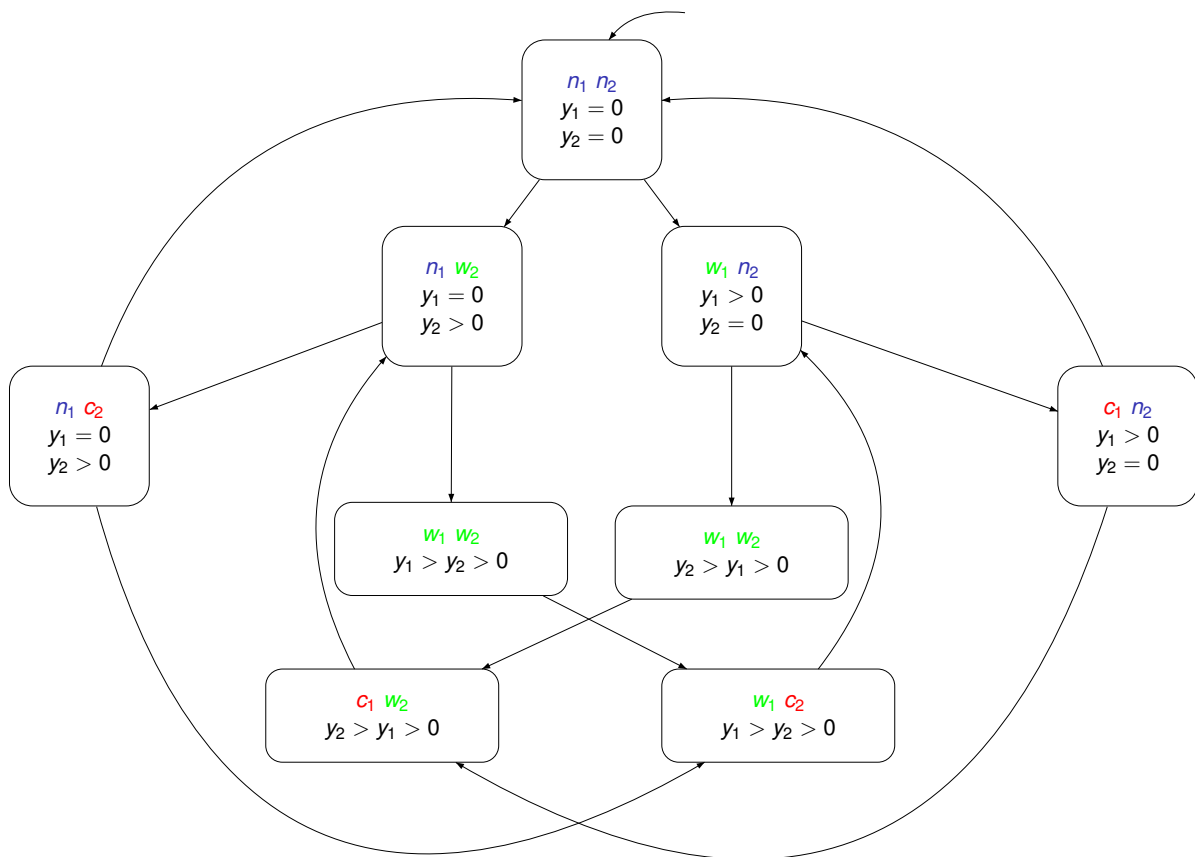 n₁ n₂
y₁ = 0
y₂ = 0
n₁ w₂
y₁ = 0
y₂ > 0
w₁ n₂
y₁ > 0
y₂ = 0
n₁ c₂
y₁ = 0
y₂ > 0
c₁ n₂
y₁ > 0
y₂ = 0
w₁ w₂
y₁ > y₂ > 0
w₁ w₂
y₂ > y₁ > 0
c₁ w₂
y₂ > y₁ > 0
w₁ c₂
y₁ > y₂ > 0